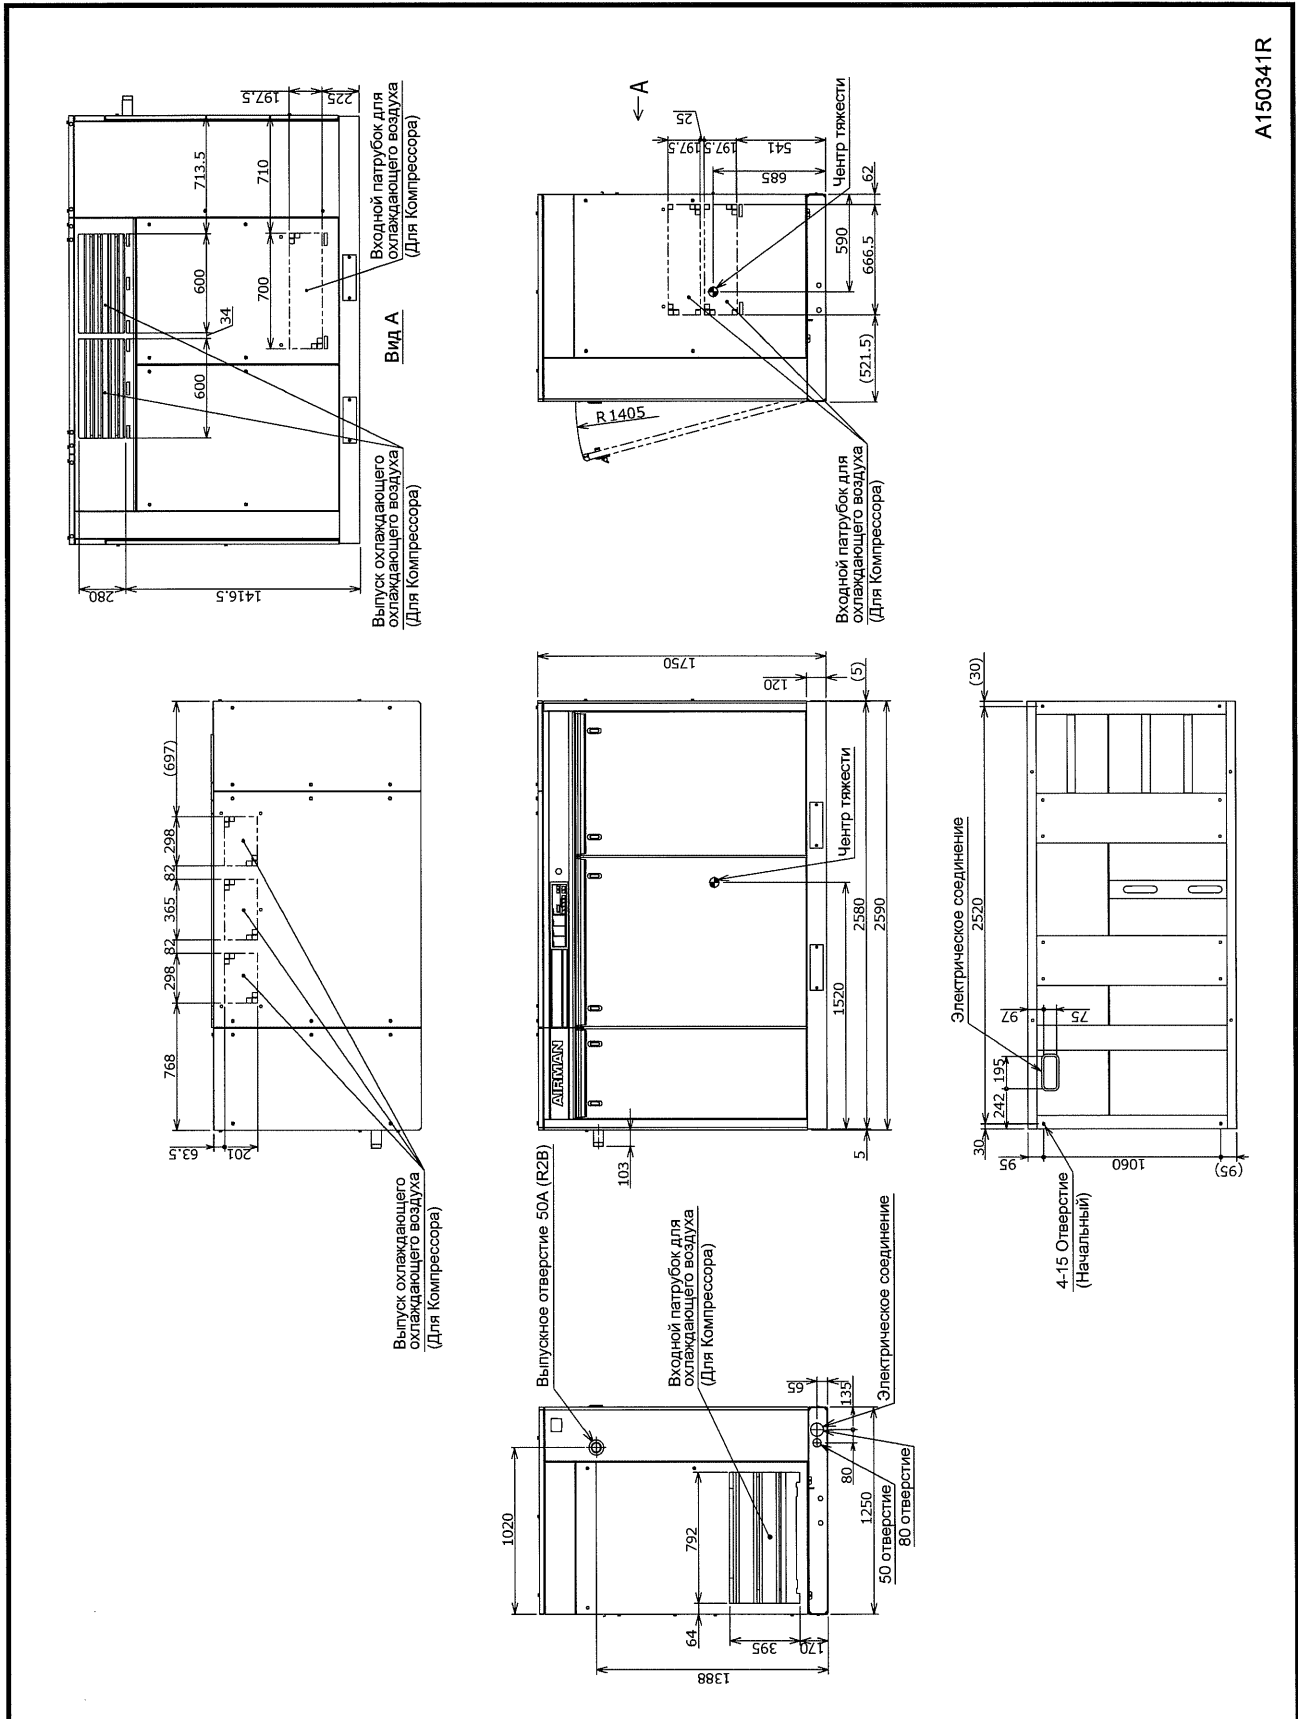 A150341R
197.5
225
713.5
710
600
700
34
600
280
1416.5
Входной патрубок для
охлаждающего воздуха
(Для Компрессора)
Вид A
Выпуск охлаждающего
охлаждающего воздуха
(Для Компрессора)
A
25
197.5
197.5
541
685
Чентр тяжести
62
590
666.5
(521.5)
R 1405
Входной патрубок для
охлаждающего воздуха
(Для Компрессора)
(697)
298
82
365
82
298
768
63.5
201
Выпуск охлаждающего
охлаждающего воздуха
(Для Компрессора)
1750
120
(5)
AIRMAN
Чентр тяжести
2580
2590
1520
5
103
(30)
2520
Электрическое соединение
97
75
195
242
30
95
1060
(95)
4-15 Отверстие
(Начальный)
Выпускное отверстие 50A (R2B)
Входной патрубок для
охлаждающего воздуха
(Для Компрессора)
Электрическое соединение
65
135
80
1250
50 отверстие
80 отверстие
1020
792
64
395
170
1388